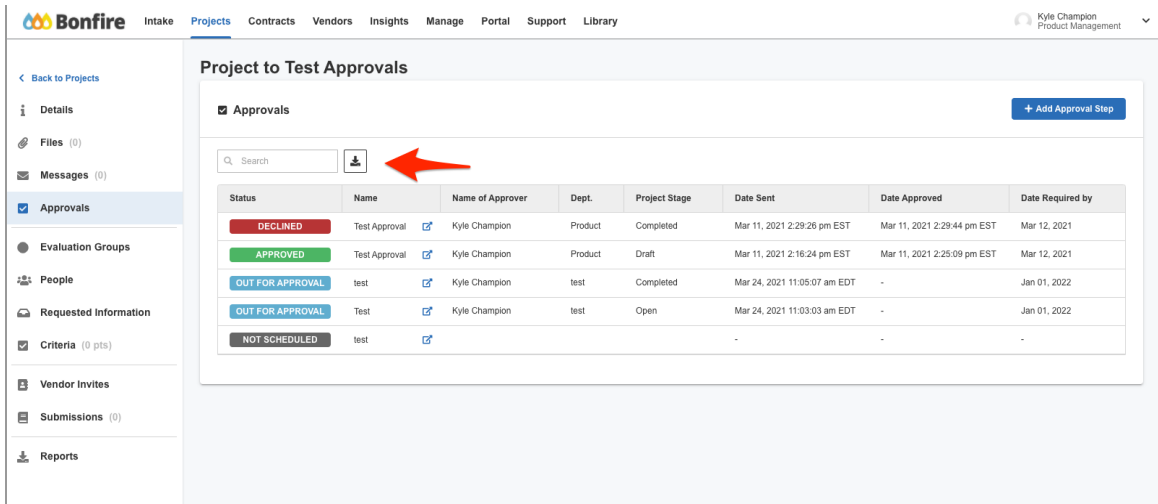 Bonfire Intake Projects Contracts Vendors Insights Manage Portal Support Library Kyle Champion
Product Management
Back to Projects
Details
Files (0)
Messages (0)
Approvals
Evaluation Groups
People
Requested Information
Criteria (0 pts)
Vendor Invites
Submissions (0)
Reports
Project to Test Approvals
Approvals + Add Approval Step
Search
Status Name Name of Approver Dept. Project Stage Date Sent Date Approved Date Required by
DECLINED Test Approval Kyle Champion Product Completed Mar 11, 2021 2:29:26 pm EST Mar 11, 2021 2:29:44 pm EST Mar 12, 2021
APPROVED Test Approval Kyle Champion Product Draft Mar 11, 2021 2:16:24 pm EST Mar 11, 2021 2:25:09 pm EST Mar 12, 2021
OUT FOR APPROVAL test Kyle Champion test Completed Mar 24, 2021 11:05:07 am EDT - Jan 01, 2022
OUT FOR APPROVAL Test Kyle Champion test Open Mar 24, 2021 11:03:03 am EDT - Jan 01, 2022
NOT SCHEDULED test - - -